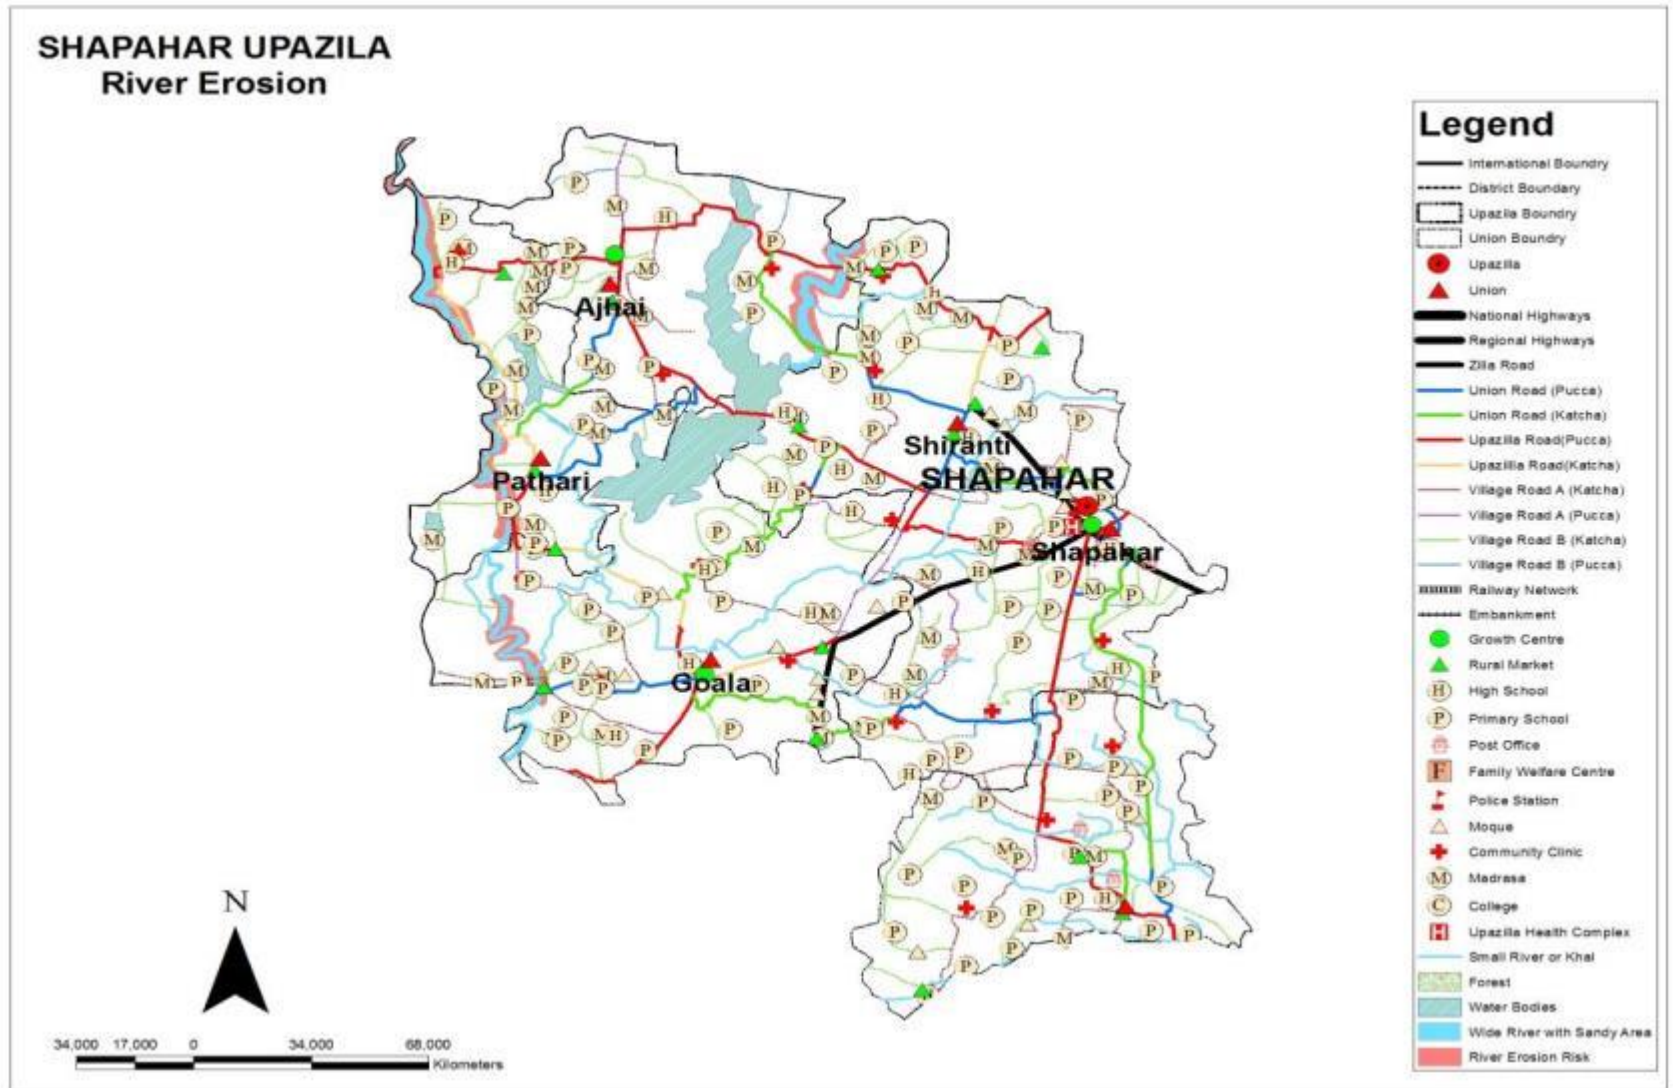 SHAPAHAR UPAZILA
River Erosion
Ajhai
Pathari
Shiranti
SHAPAHAR
Shapahar
Goala
N
34,000 17,000 0 34,000 68,000
Kilometers
Legend
International Boundry
District Boundary
Upazila Boundry
Union Boundry
Upazilla
Union
National Highways
Regional Highways
Zilla Road
Union Road (Pucca)
Union Road (Katcha)
Upazilla Road(Pucca)
Upazillla Road(Katcha)
Village Road A (Katcha)
Village Road A (Pucca)
Village Road B (Katcha)
Village Road B (Pucca)
Railway Network
Embankment
Growth Centre
Rural Market
H High School
P Primary School
Post Office
F Family Welfare Centre
Police Station
Moque
Community Clinic
M Madrasa
C College
H Upazilla Health Complex
Small River or Khal
Forest
Water Bodies
Wide River with Sandy Area
River Erosion Risk